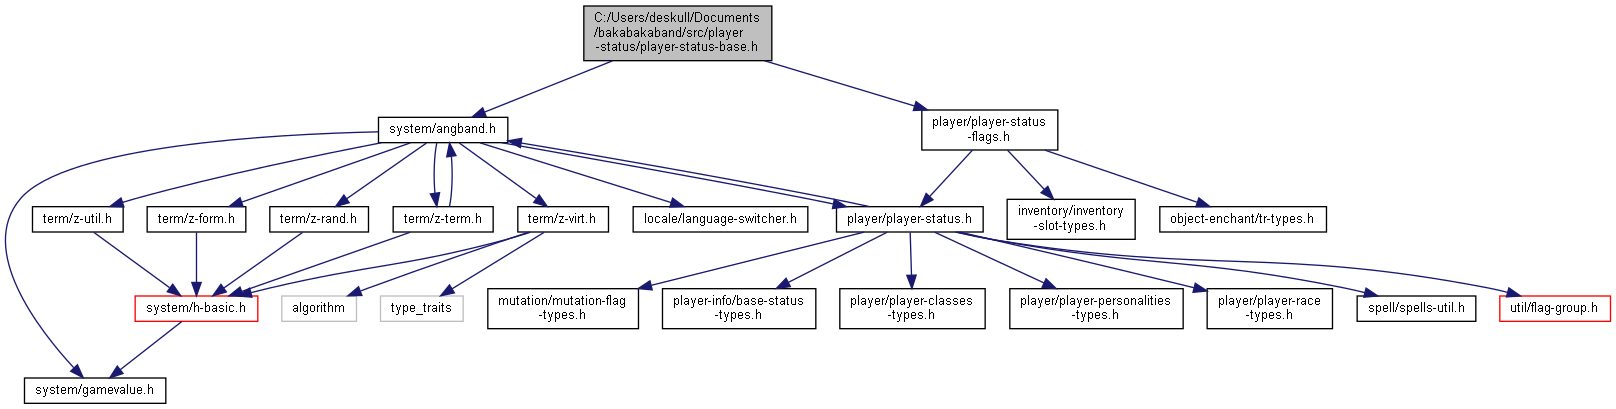 C:/Users/deskull/Documents
/bakabakaband/src/player
-status/player-status-base.h
system/angband.h
player/player-status
-flags.h
term/z-util.h
term/z-form.h
term/z-rand.h
term/z-term.h
term/z-virt.h
locale/language-switcher.h
player/player-status.h
inventory/inventory
-slot-types.h
object-enchant/tr-types.h
system/h-basic.h
algorithm
type_traits
mutation/mutation-flag
-types.h
player-info/base-status
-types.h
player/player-classes
-types.h
player/player-personalities
-types.h
player/player-race
-types.h
spell/spells-util.h
util/flag-group.h
system/gamevalue.h